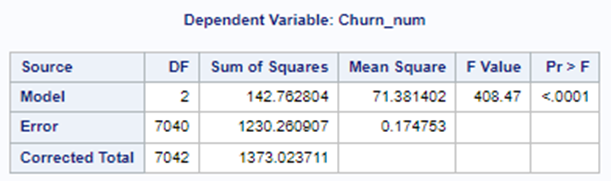 Dependent Variable: Churn_num
Source DF Sum of Squares Mean Square F Value Pr > F
Model 2 142.762804 71.381402 408.47 <.0001
Error 7040 1230.260907 0.174753
Corrected Total 7042 1373.023711